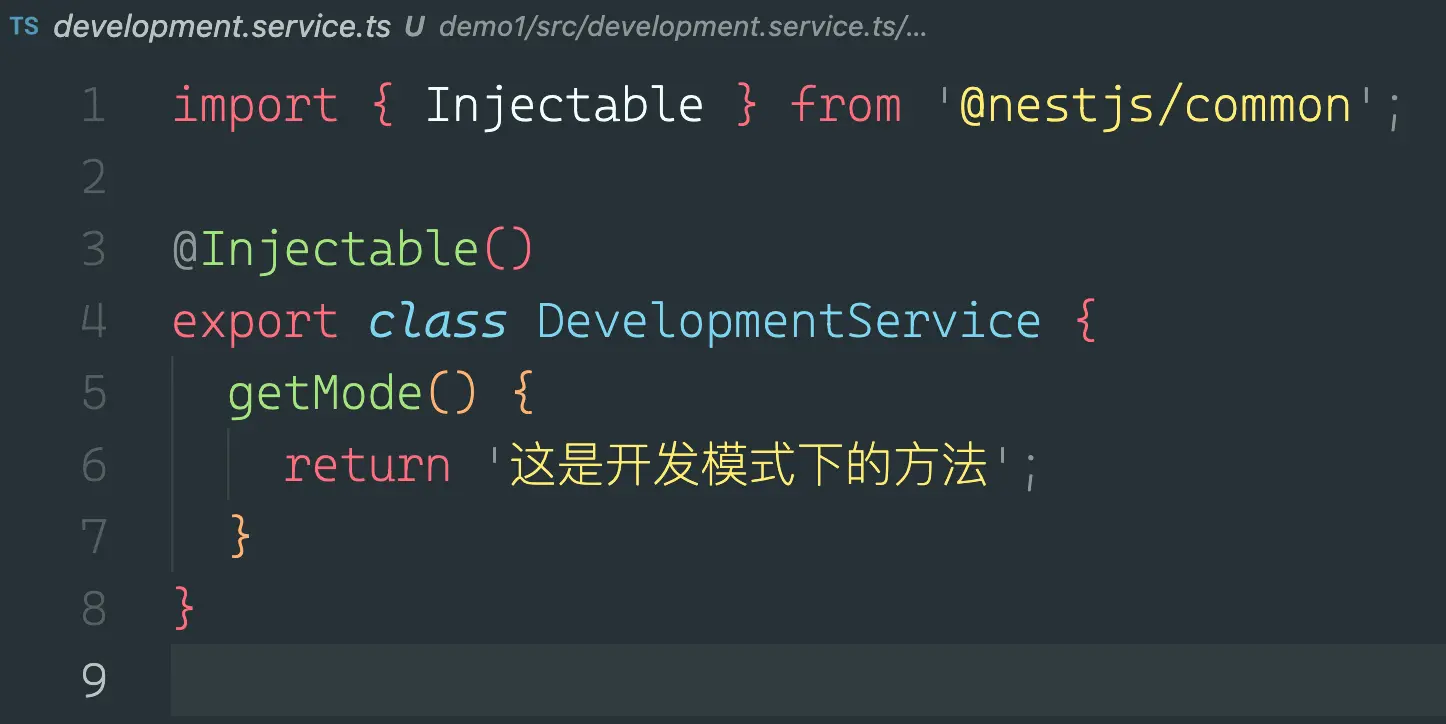 TS development.service.ts U demo1/src/development.service.ts/...
1 import { Injectable } from '@nestjs/common';
2
3 @Injectable()
4 export class DevelopmentService {
5   getMode() {
6     return '这是开发模式下的方法';
7   }
8 }
9